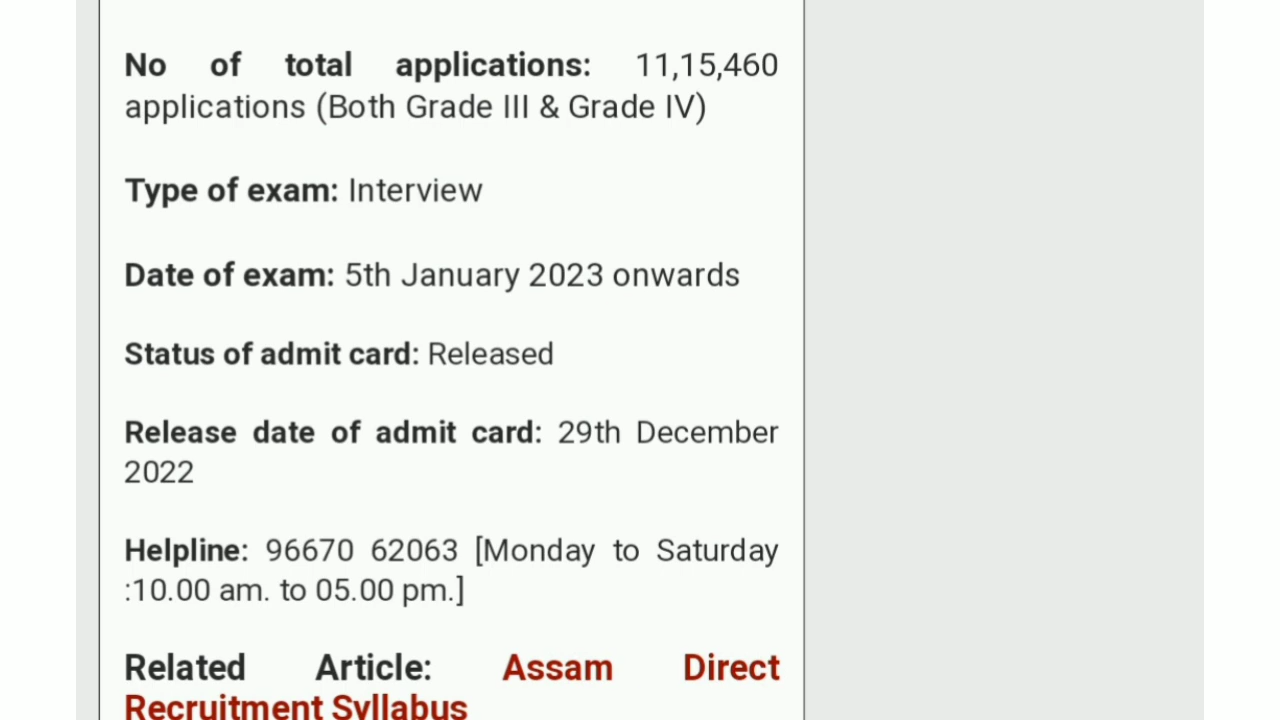 No of total applications: 11,15,460
applications (Both Grade III & Grade IV)
Type of exam: Interview
Date of exam: 5th January 2023 onwards
Status of admit card: Released
Release date of admit card: 29th December
2022
Helpline: 96670 62063 [Monday to Saturday
:10.00 am. to 05.00 pm.]
Related Article: Assam Direct
Recruitment Syllabus